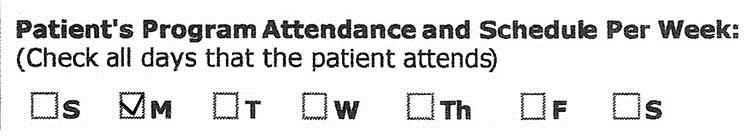 Patient's Program Attendance and Schedule Per Week:
(Check all days that the patient attends)
☐S ☑M ☐T ☐W ☐Th ☐F ☐S